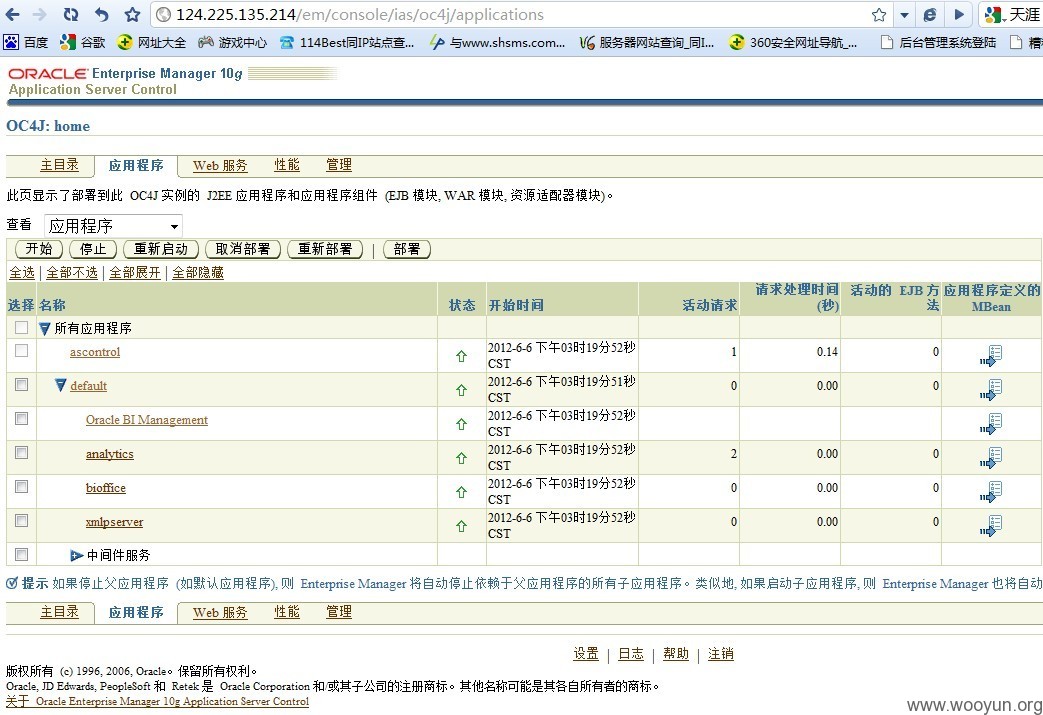 124.225.135.214/em/console/ias/oc4j/applications
天涯
百度 谷歌 网址大全 游戏中心 114Best同IP站点查... 与www.shsms.com... 服务器网站查询_同I... 360安全网址导航_... 后台管理系统登陆
ORACLE Enterprise Manager 10g
Application Server Control
OC4J: home
主目录 应用程序 Web 服务 性能 管理
此页显示了部署到此 OC4J 实例的 J2EE 应用程序和应用程序组件 (EJB 模块, WAR 模块, 资源适配器模块)。
查看 应用程序
开始 停止 重新启动 取消部署 重新部署 | 部署
全选 | 全部不选 | 全部展开 | 全部隐藏
选择 名称 状态 开始时间 活动请求 请求处理时间 (秒) 活动的 EJB 方法 应用程序定义的 MBean
所有应用程序
ascontrol 2012-6-6 下午03时19分52秒 CST 1 0.14 0
default 2012-6-6 下午03时19分51秒 CST 0 0.00 0
Oracle BI Management 2012-6-6 下午03时19分52秒 CST
analytics 2012-6-6 下午03时19分52秒 CST 2 0.00 0
bioffice 2012-6-6 下午03时19分52秒 CST 0 0.00 0
xmlpserver 2012-6-6 下午03时19分52秒 CST 0 0.00 0
中间件服务
提示 如果停止父应用程序 (如默认应用程序), 则 Enterprise Manager 将自动停止依赖于父应用程序的所有子应用程序。类似地, 如果启动子应用程序, 则 Enterprise Manager 也将自动
主目录 应用程序 Web 服务 性能 管理
设置 | 日志 | 帮助 | 注销
版权所有 (c) 1996, 2006, Oracle。保留所有权利。
Oracle, JD Edwards, PeopleSoft 和 Retek 是 Oracle Corporation 和/或其子公司的注册商标。其他名称可能是其各自所有者的商标。
关于 Oracle Enterprise Manager 10g Application Server Control
www.wooyun.org